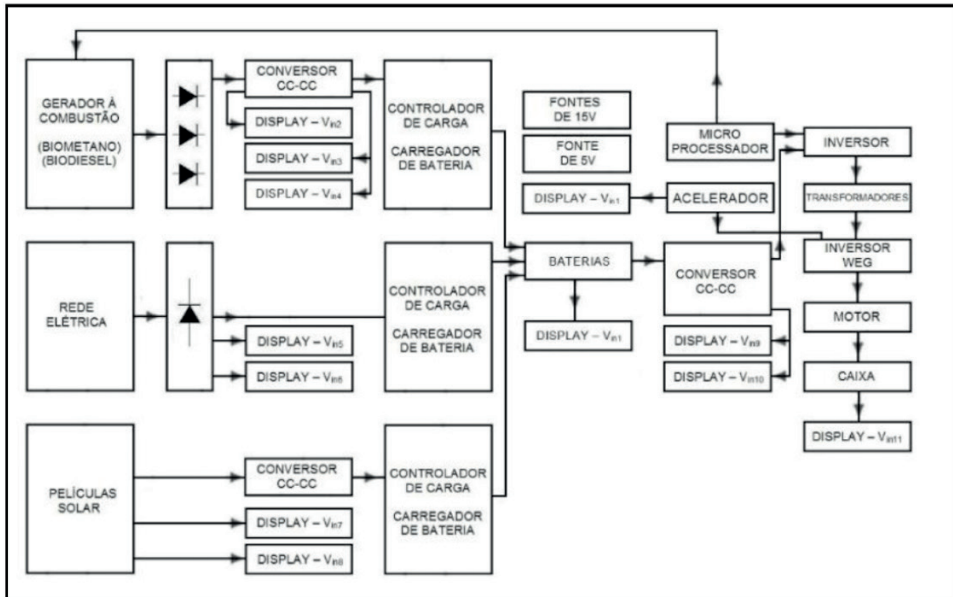 GERADOR À
COMBUSTÃO
(BIOMETANO)
(BIODIESEL)
CONVERSOR
CC-CC
DISPLAY – Vin2
DISPLAY – Vin3
DISPLAY – Vin4
CONTROLADOR
DE CARGA
CARREGADOR
DE BATERIA
FONTES
DE 15V
FONTE
DE 5V
DISPLAY – Vin1
MICRO
PROCESSADOR
ACELERADOR
INVERSOR
TRANSFORMADORES
INVERSOR
WEG
MOTOR
CAIXA
DISPLAY – Vin11
REDE
ELÉTRICA
DISPLAY – Vin5
DISPLAY – Vin6
CONTROLADOR
DE CARGA
CARREGADOR
DE BATERIA
BATERIAS
DISPLAY – Vin1
CONVERSOR
CC-CC
DISPLAY – Vin9
DISPLAY – Vin10
PELÍCULAS
SOLAR
CONVERSOR
CC-CC
DISPLAY – Vin7
DISPLAY – Vin8
CONTROLADOR
DE CARGA
CARREGADOR
DE BATERIA